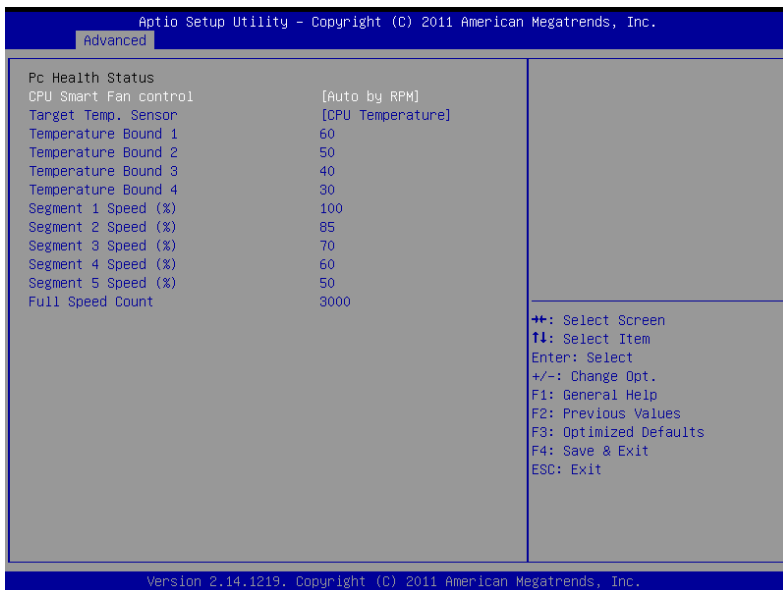 Aptio Setup Utility – Copyright (C) 2011 American Megatrends, Inc.
Advanced
Pc Health Status
CPU Smart Fan control [Auto by RPM]
Target Temp. Sensor [CPU Temperature]
Temperature Bound 1 60
Temperature Bound 2 50
Temperature Bound 3 40
Temperature Bound 4 30
Segment 1 Speed (%) 100
Segment 2 Speed (%) 85
Segment 3 Speed (%) 70
Segment 4 Speed (%) 60
Segment 5 Speed (%) 50
Full Speed Count 3000
→←: Select Screen
↑↓: Select Item
Enter: Select
+/-: Change Opt.
F1: General Help
F2: Previous Values
F3: Optimized Defaults
F4: Save & Exit
ESC: Exit
Version 2.14.1219. Copyright (C) 2011 American Megatrends, Inc.